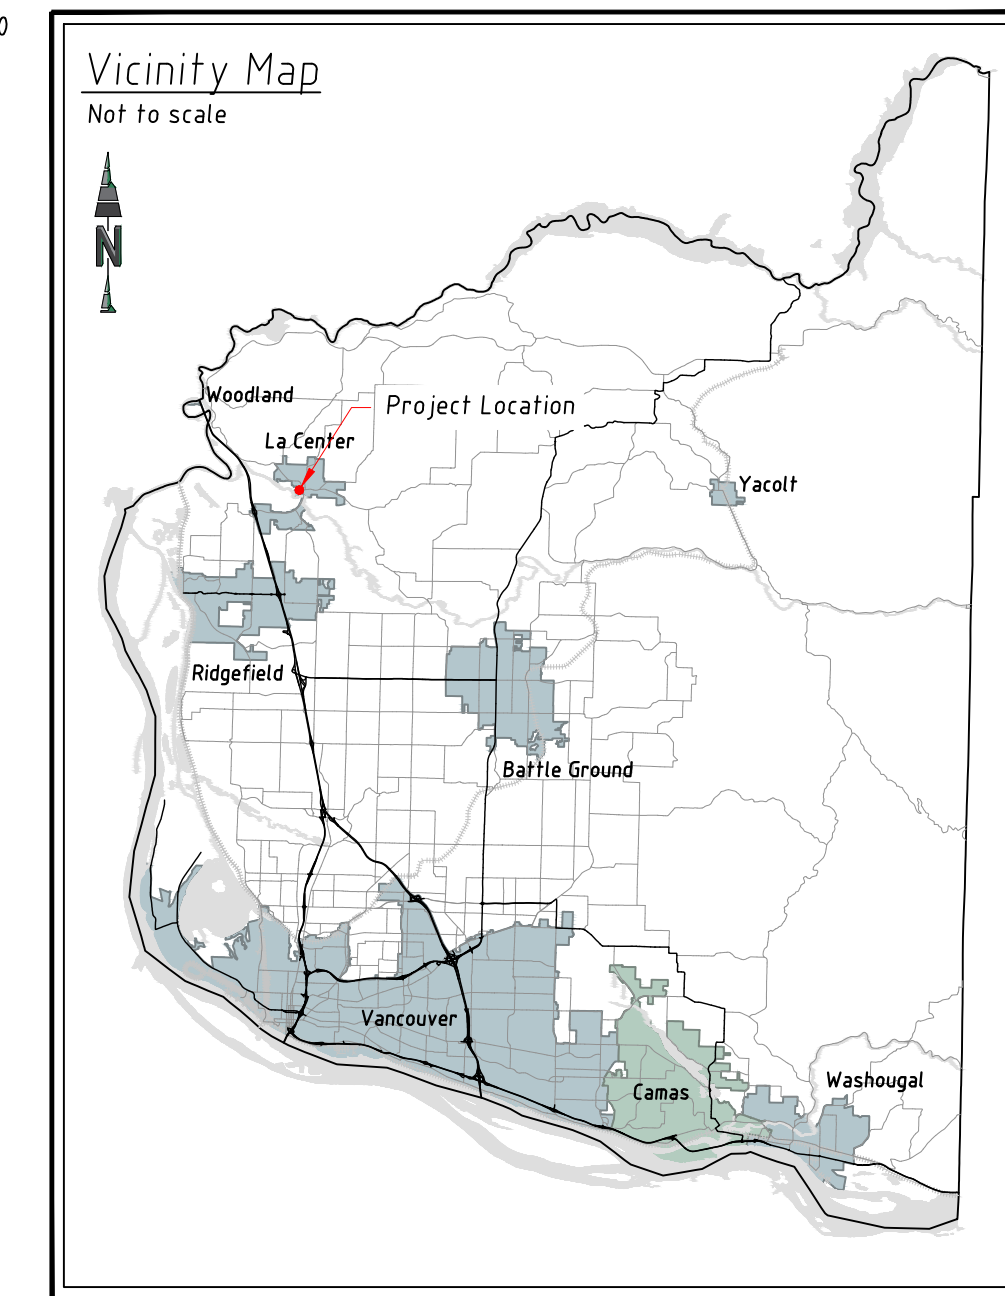 Vicinity Map
Not to scale
N
Woodland
Project Location
La Center
Yacolt
Ridgefield
Battle Ground
Vancouver
Washougal
Camas